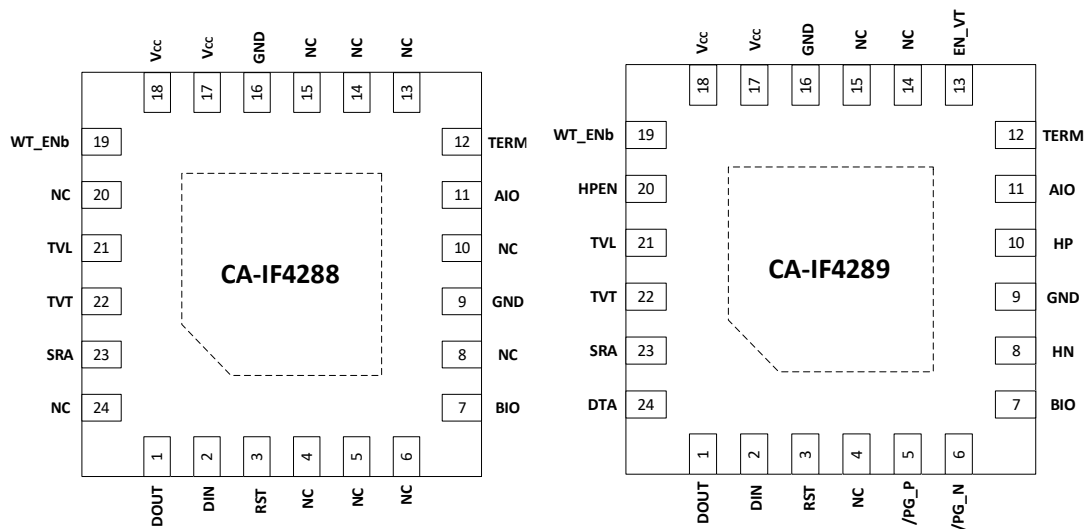 Vcc Vcc GND NC NC NC
18 17 16 15 14 13
WT_ENb 19 12 TERM
NC 20 11 AIO
TVL 21 10 NC
CA-IF4288
TVT 22 9 GND
SRA 23 8 NC
NC 24 7 BIO
1 2 3 4 5 6
DOUT DIN RST NC NC NC
Vcc Vcc GND NC NC EN_VT
18 17 16 15 14 13
WT_ENb 19 12 TERM
HPEN 20 11 AIO
TVL 21 10 HP
CA-IF4289
TVT 22 9 GND
SRA 23 8 HN
DTA 24 7 BIO
1 2 3 4 5 6
DOUT DIN RST NC /PG_P /PG_N